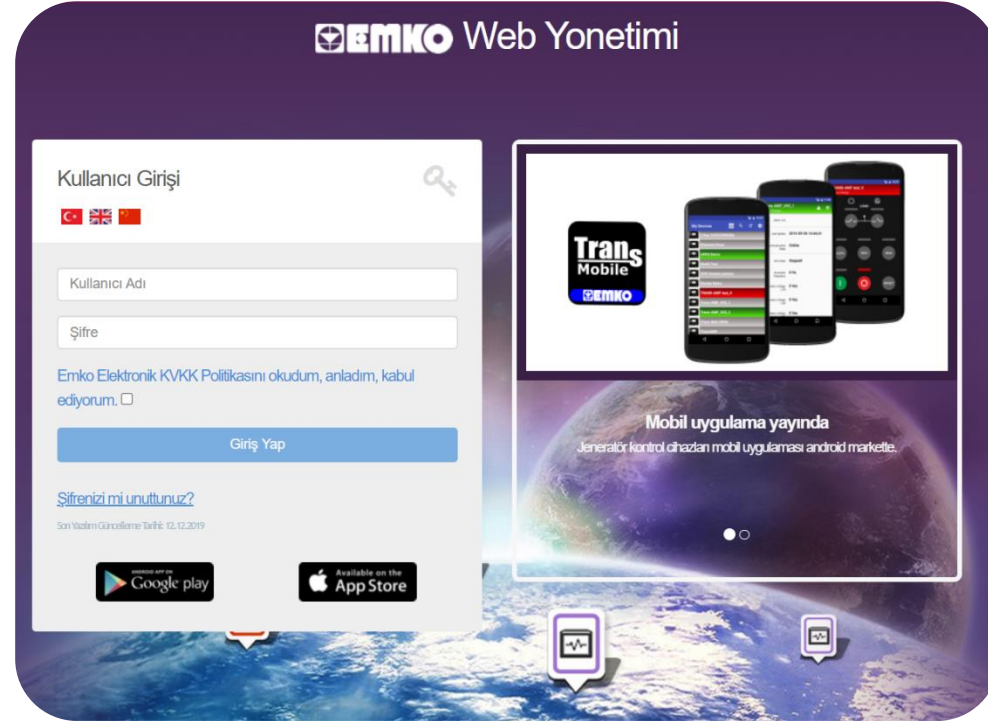 EMKO Web Yonetimi
Kullanıcı Girişi
Kullanıcı Adı
Şifre
Emko Elektronik KVKK Politikasını okudum, anladım, kabul
ediyorum.
Giriş Yap
Şifrenizi mi unuttunuz?
Son Yazılım Güncelleme Tarihi: 12.12.2019
ANDROID APP ON
Google play
Available on the
App Store
Trans
Mobile
EMKO
My Devices
Mobil uygulama yayında
Jeneratör kontrol cihazları mobil uygulaması android markette.